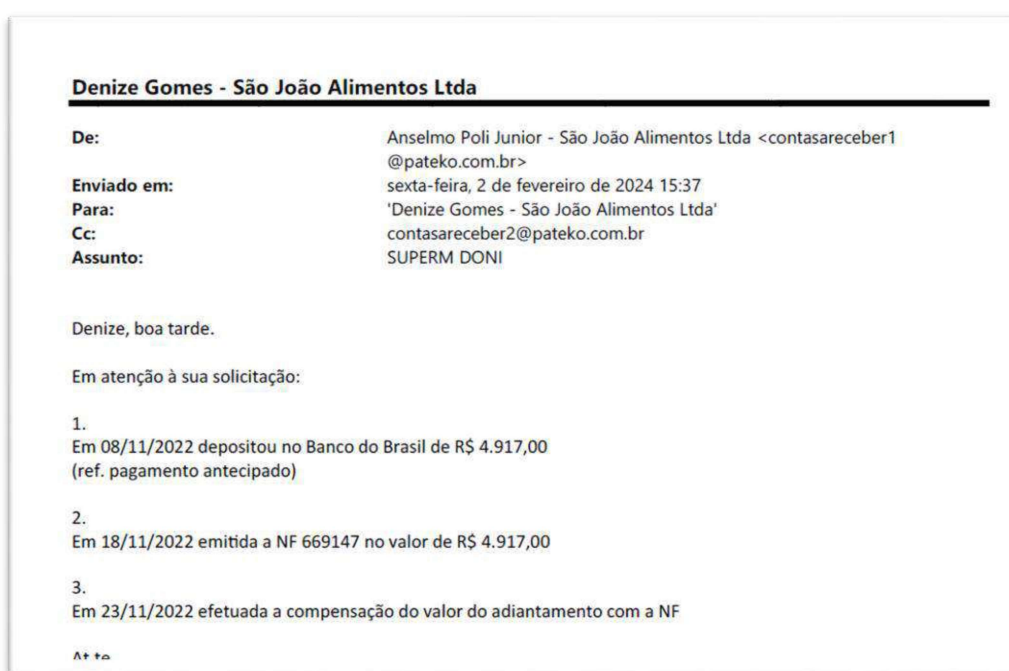 Denize Gomes - São João Alimentos Ltda
De: Anselmo Poli Junior - São João Alimentos Ltda <contasareceber1
@pateko.com.br>
Enviado em: sexta-feira, 2 de fevereiro de 2024 15:37
Para: 'Denize Gomes - São João Alimentos Ltda'
Cc: contasareceber2@pateko.com.br
Assunto: SUPERM DONI
Denize, boa tarde.
Em atenção à sua solicitação:
1.
Em 08/11/2022 depositou no Banco do Brasil de R$ 4.917,00
(ref. pagamento antecipado)
2.
Em 18/11/2022 emitida a NF 669147 no valor de R$ 4.917,00
3.
Em 23/11/2022 efetuada a compensação do valor do adiantamento com a NF
At te